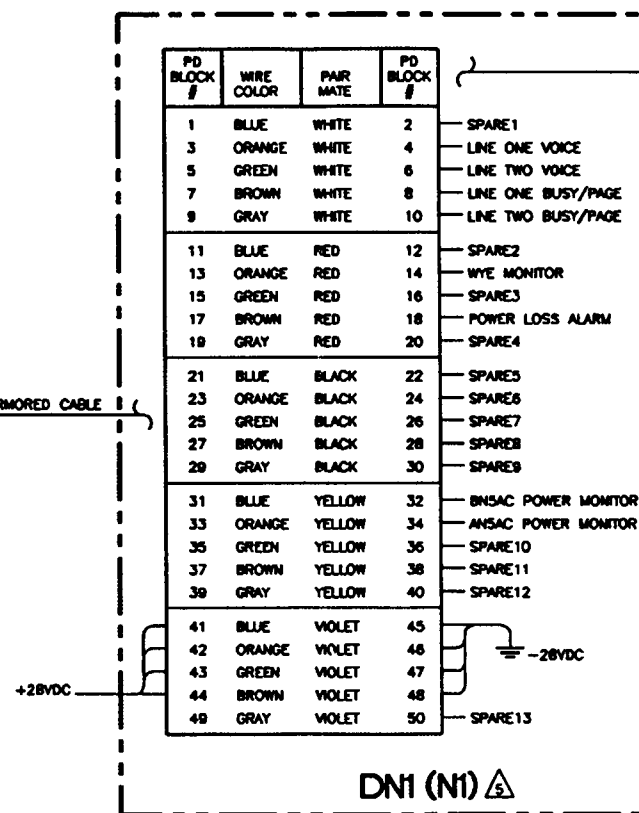 PD BLOCK # WIRE COLOR PAIR MATE PD BLOCK #
1 BLUE WHITE 2 SPARE1
3 ORANGE WHITE 4 LINE ONE VOICE
5 GREEN WHITE 6 LINE TWO VOICE
7 BROWN WHITE 8 LINE ONE BUSY/PAGE
9 GRAY WHITE 10 LINE TWO BUSY/PAGE
11 BLUE RED 12 SPARE2
13 ORANGE RED 14 WYE MONITOR
15 GREEN RED 16 SPARE3
17 BROWN RED 18 POWER LOSS ALARM
19 GRAY RED 20 SPARE4
21 BLUE BLACK 22 SPARE5
23 ORANGE BLACK 24 SPARE6
RMORED CABLE
25 GREEN BLACK 26 SPARE7
27 BROWN BLACK 28 SPARE8
29 GRAY BLACK 30 SPARE9
31 BLUE YELLOW 32 BN5AC POWER MONITOR
33 ORANGE YELLOW 34 AN5AC POWER MONITOR
35 GREEN YELLOW 36 SPARE10
37 BROWN YELLOW 38 SPARE11
39 GRAY YELLOW 40 SPARE12
41 BLUE VIOLET 45
42 ORANGE VIOLET 46 -28VDC
43 GREEN VIOLET 47
+28VDC 44 BROWN VIOLET 48
49 GRAY VIOLET 50 SPARE13
DN1 (N1) 5